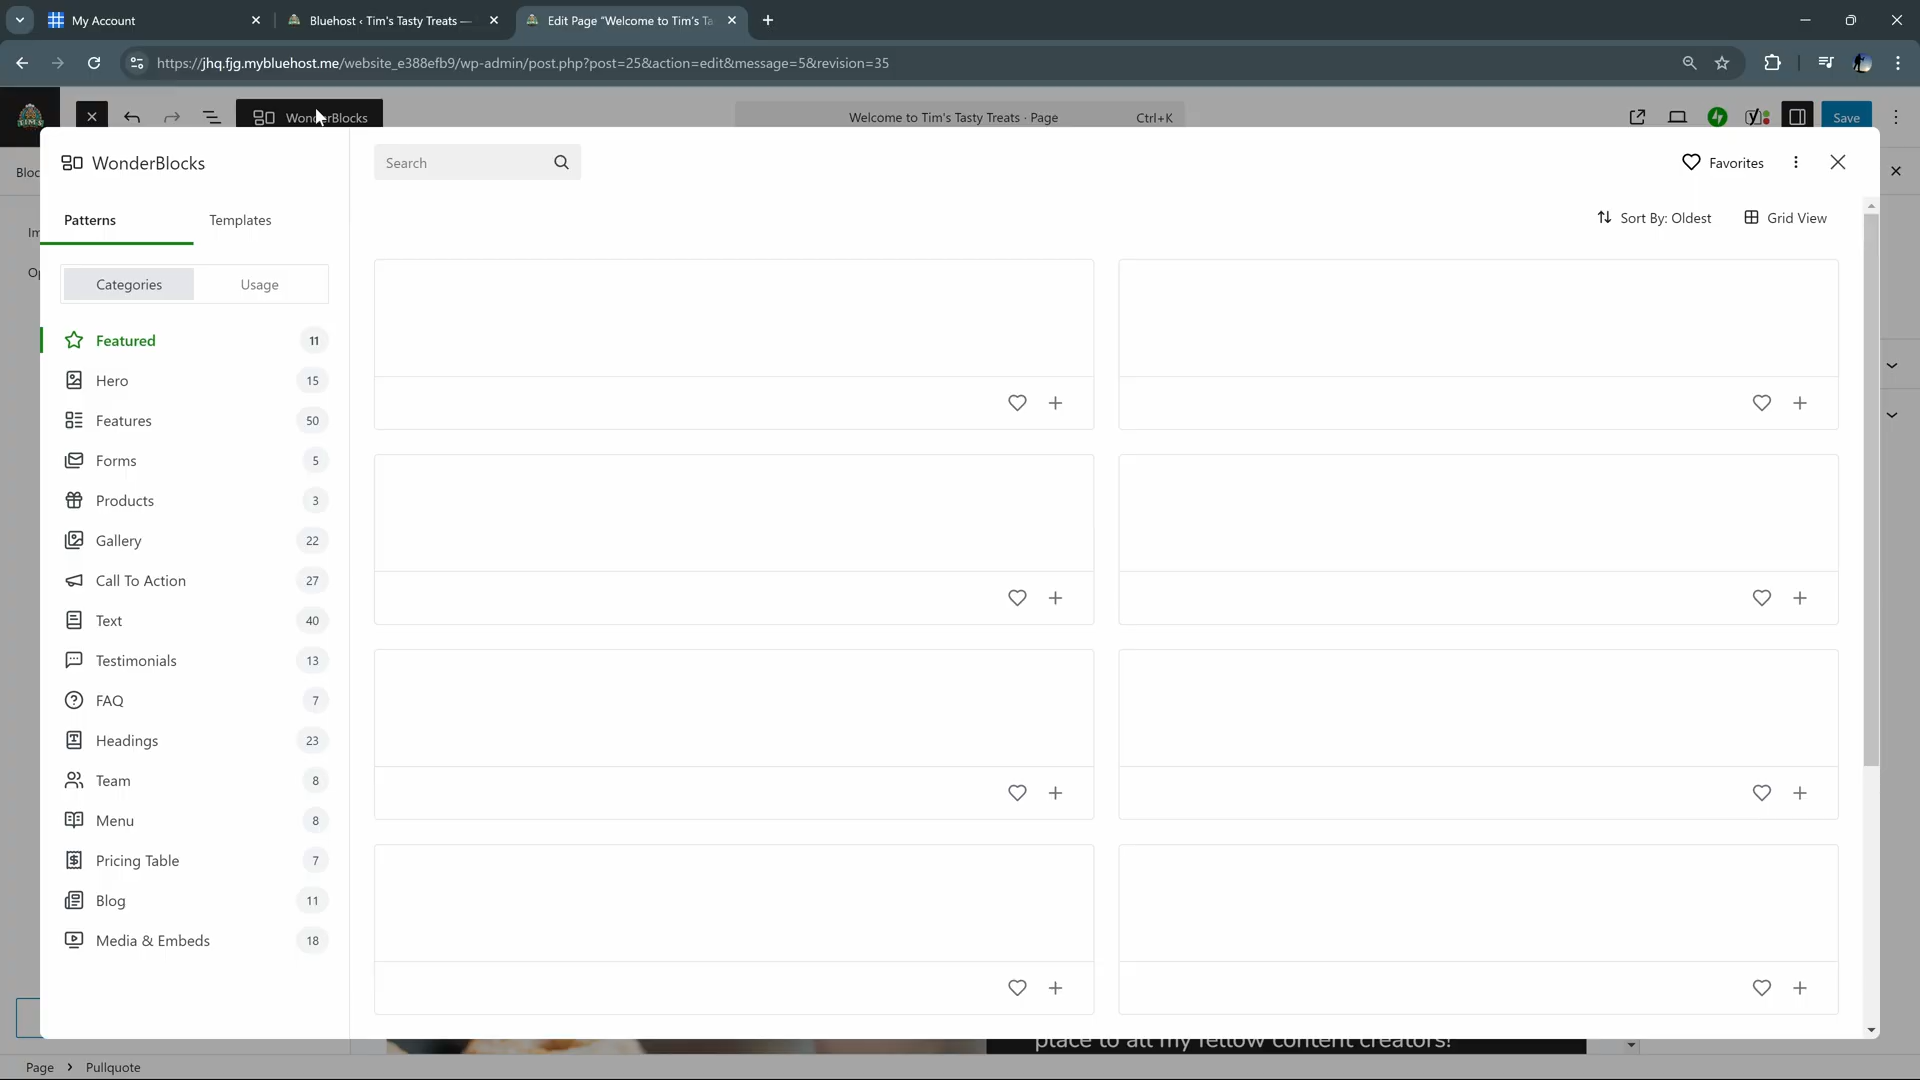 My Account
Bluehost ‹ Tim's Tasty Treats —
Edit Page "Welcome to Tim's Ta
https://jhq.fjg.mybluehost.me/website_e388efb9/wp-admin/post.php?post=25&action=edit&message=5&revision=35
TIM'S
WonderBlocks
Welcome to Tim's Tasty Treats · Page
Ctrl+K
Save
WonderBlocks
Search
Favorites
Patterns
Templates
Sort By: Oldest
Grid View
Categories
Usage
Featured 11
Hero 15
Features 50
Forms 5
Products 3
Gallery 22
Call To Action 27
Text 40
Testimonials 13
FAQ 7
Headings 23
Team 8
Menu 8
Pricing Table 7
Blog 11
Media & Embeds 18
place to all my fellow content creators!
Page > Pullquote